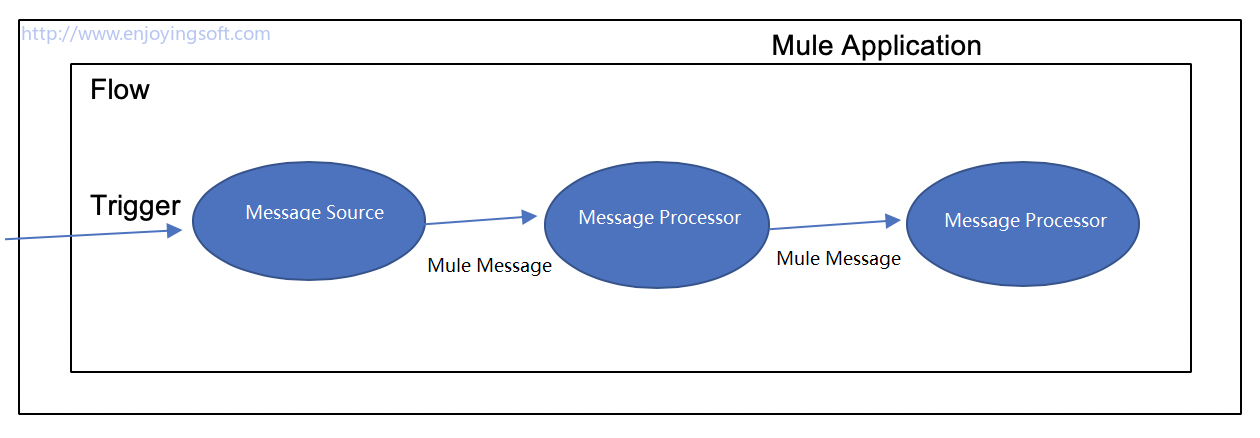 http://www.enjoyingsoft.com
Mule Application
Flow
Trigger
Message Source
Message Processor
Message Processor
Mule Message
Mule Message